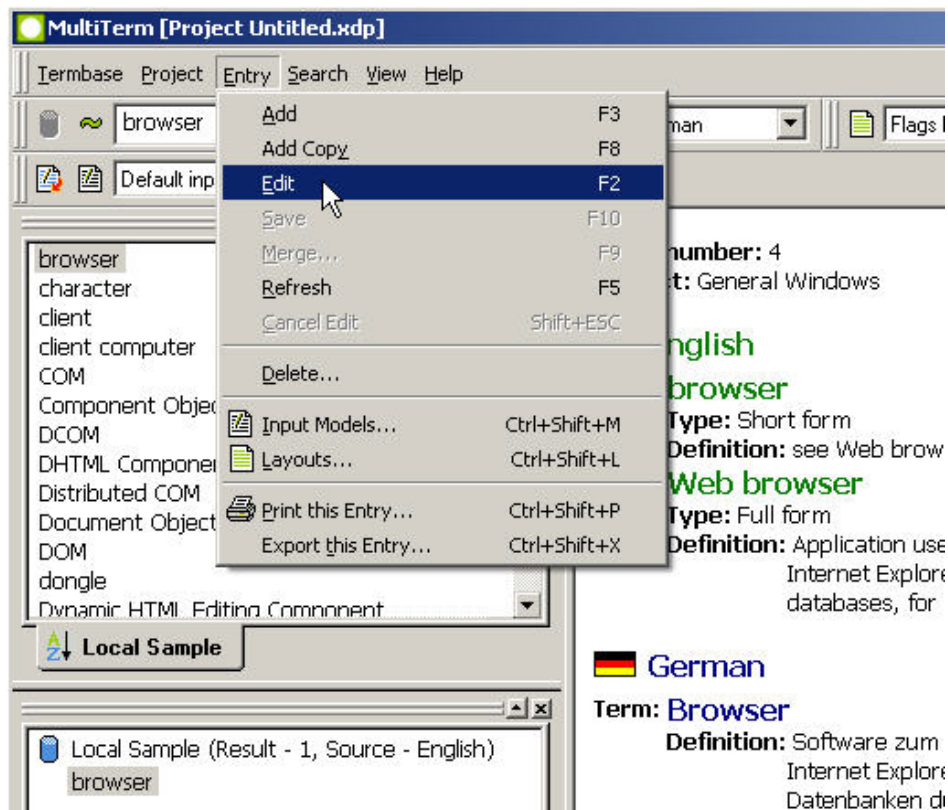 MultiTerm [Project Untitled.xdp]
Termbase Project Entry Search View Help
browser
Flags
Default
Add F3
Add Copy F8
Edit F2
Save F10
Merge... F9
Refresh F5
Cancel Edit Shift+ESC
Delete...
Input Models... Ctrl+Shift+M
Layouts... Ctrl+Shift+L
Print this Entry... Ctrl+Shift+P
Export this Entry... Ctrl+Shift+X
browser
character
client
client computer
COM
Component
DCOM
DHTML
Distributed COM
Document Object
DOM
dongle
Dynamic HTML Editing Component
Local Sample
Local Sample (Result - 1, Source - English)
browser
number: 4
General Windows
nglish
browser
Type: Short form
Definition: see Web brow
Web browser
Type: Full form
Definition: Application use
Internet Explore
databases, for
German
Term: Browser
Definition: Software zum
Internet Explore
Datenbanken